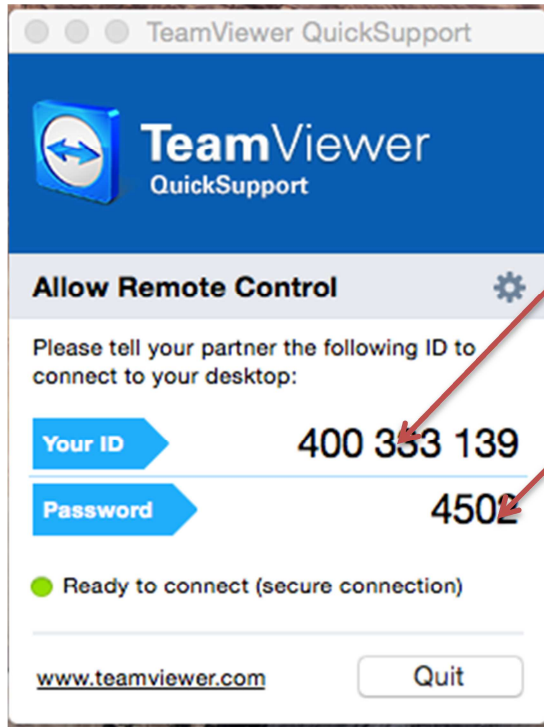 TeamViewer QuickSupport
TeamViewer
QuickSupport
Allow Remote Control
Please tell your partner the following ID to
connect to your desktop:
Your ID 400 333 139
Password 4502
Ready to connect (secure connection)
www.teamviewer.com Quit